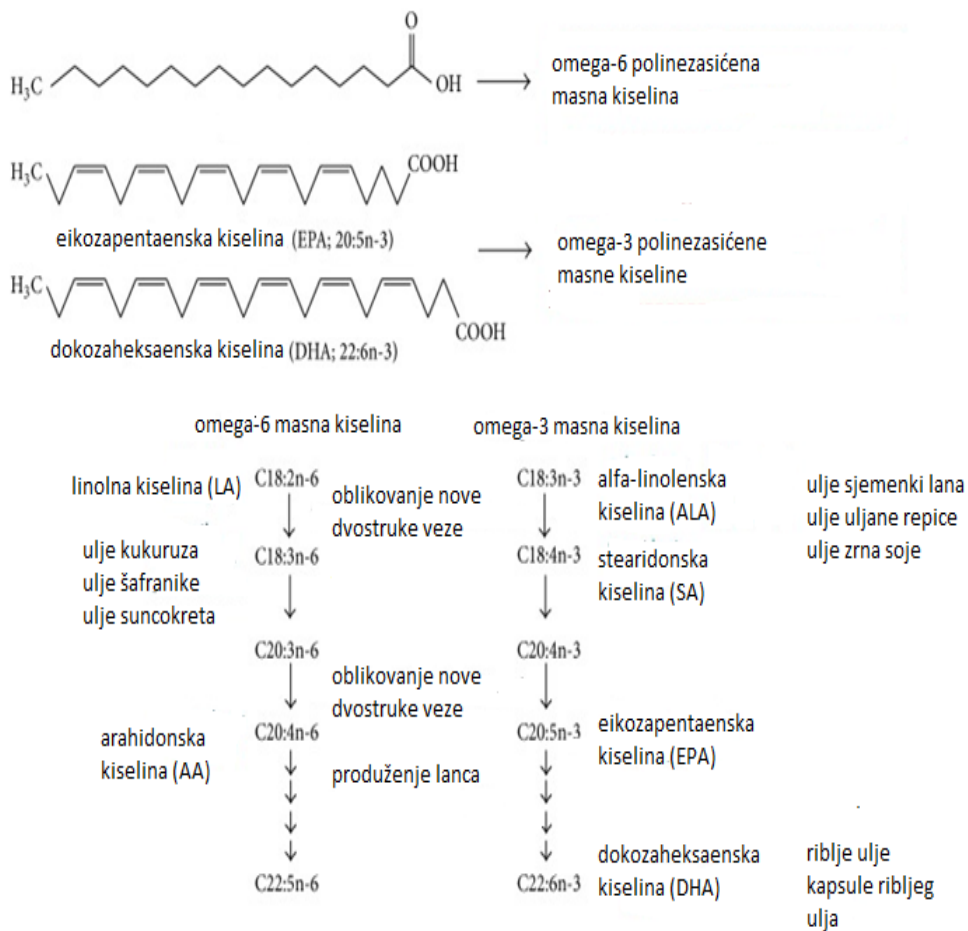 O
H₃C
OH
omega-6 polinezasićena
masna kiselina
H₃C
COOH
eikozapentaenska kiselina (EPA; 20:5n-3)
omega-3 polinezasićene
masne kiseline
H₃C
COOH
dokozaheksaenska kiselina (DHA; 22:6n-3)
omega-6 masna kiselina
omega-3 masna kiselina
linolna kiselina (LA)
C18:2n-6
oblikovanje nove
dvostruke veze
C18:3n-3
alfa-linolenska
kiselina (ALA)
ulje sjemenki lana
ulje uljane repice
ulje zrna soje
ulje kukuruza
ulje šafranike
ulje suncokreta
C18:3n-6
C18:4n-3
stearidonska
kiselina (SA)
C20:3n-6
oblikovanje nove
dvostruke veze
C20:4n-3
arahidonska
kiselina (AA)
C20:4n-6
produženje lanca
C20:5n-3
eikozapentaenska
kiselina (EPA)
C22:5n-6
C22:6n-3
dokozaheksaenska
kiselina (DHA)
riblje ulje
kapsule ribljeg
ulja